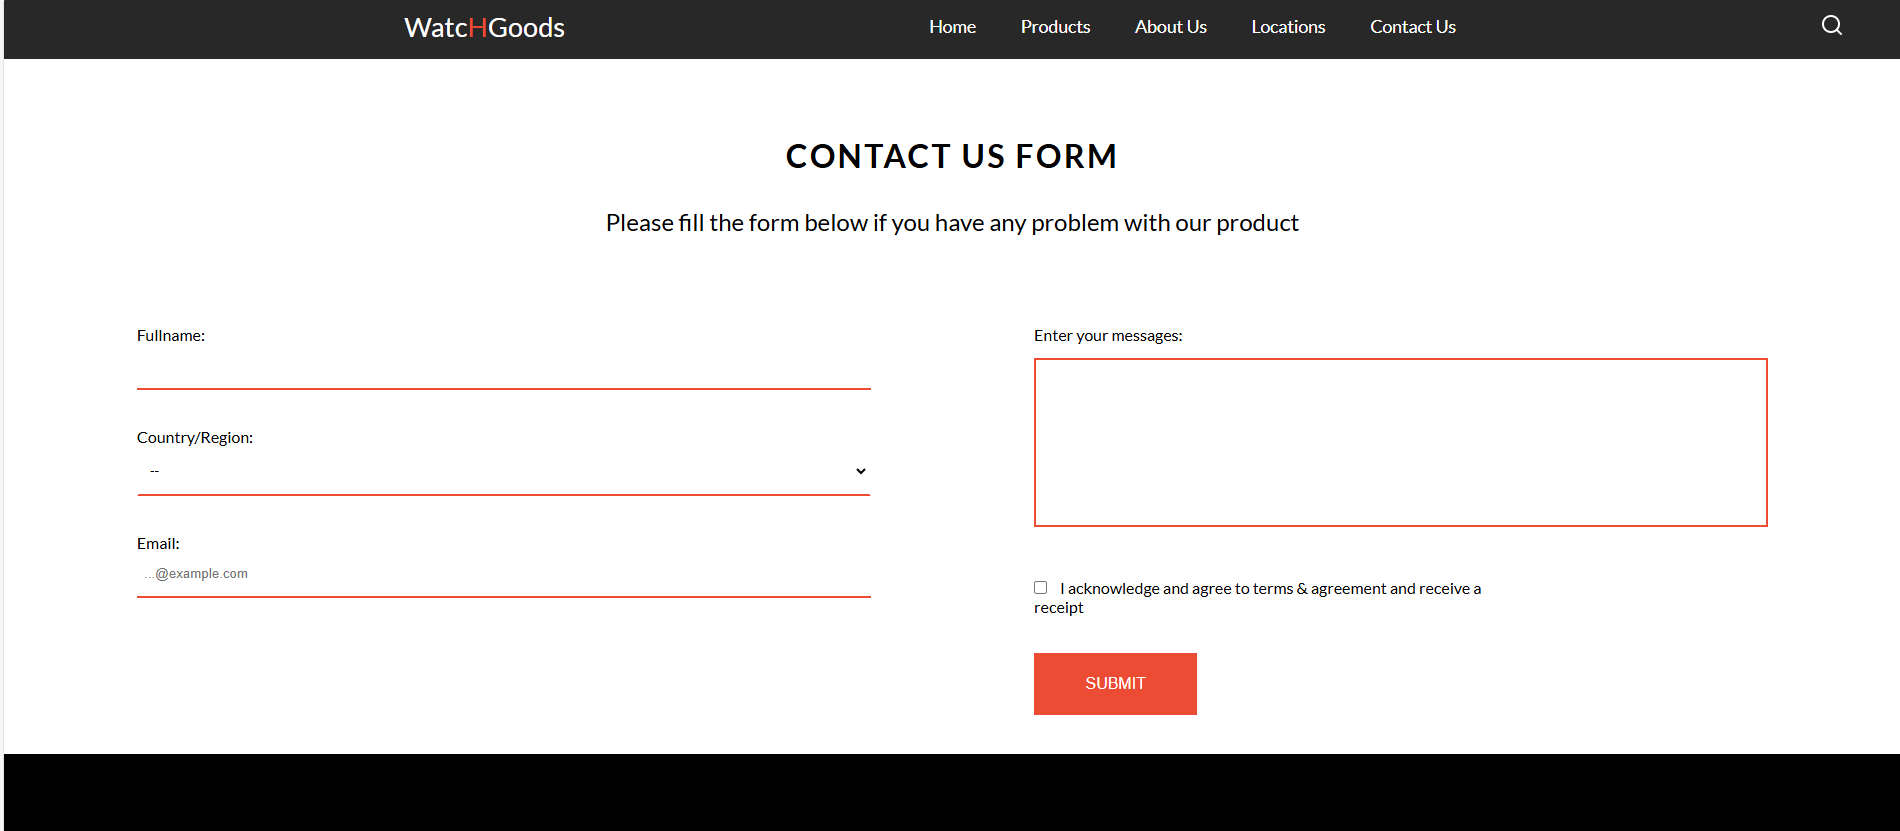 WatcHGoods
Home
Products
About Us
Locations
Contact Us
CONTACT US FORM
Please fill the form below if you have any problem with our product
Fullname:
Country/Region:
--
Email:
...@example.com
Enter your messages:
I acknowledge and agree to terms & agreement and receive a
receipt
SUBMIT